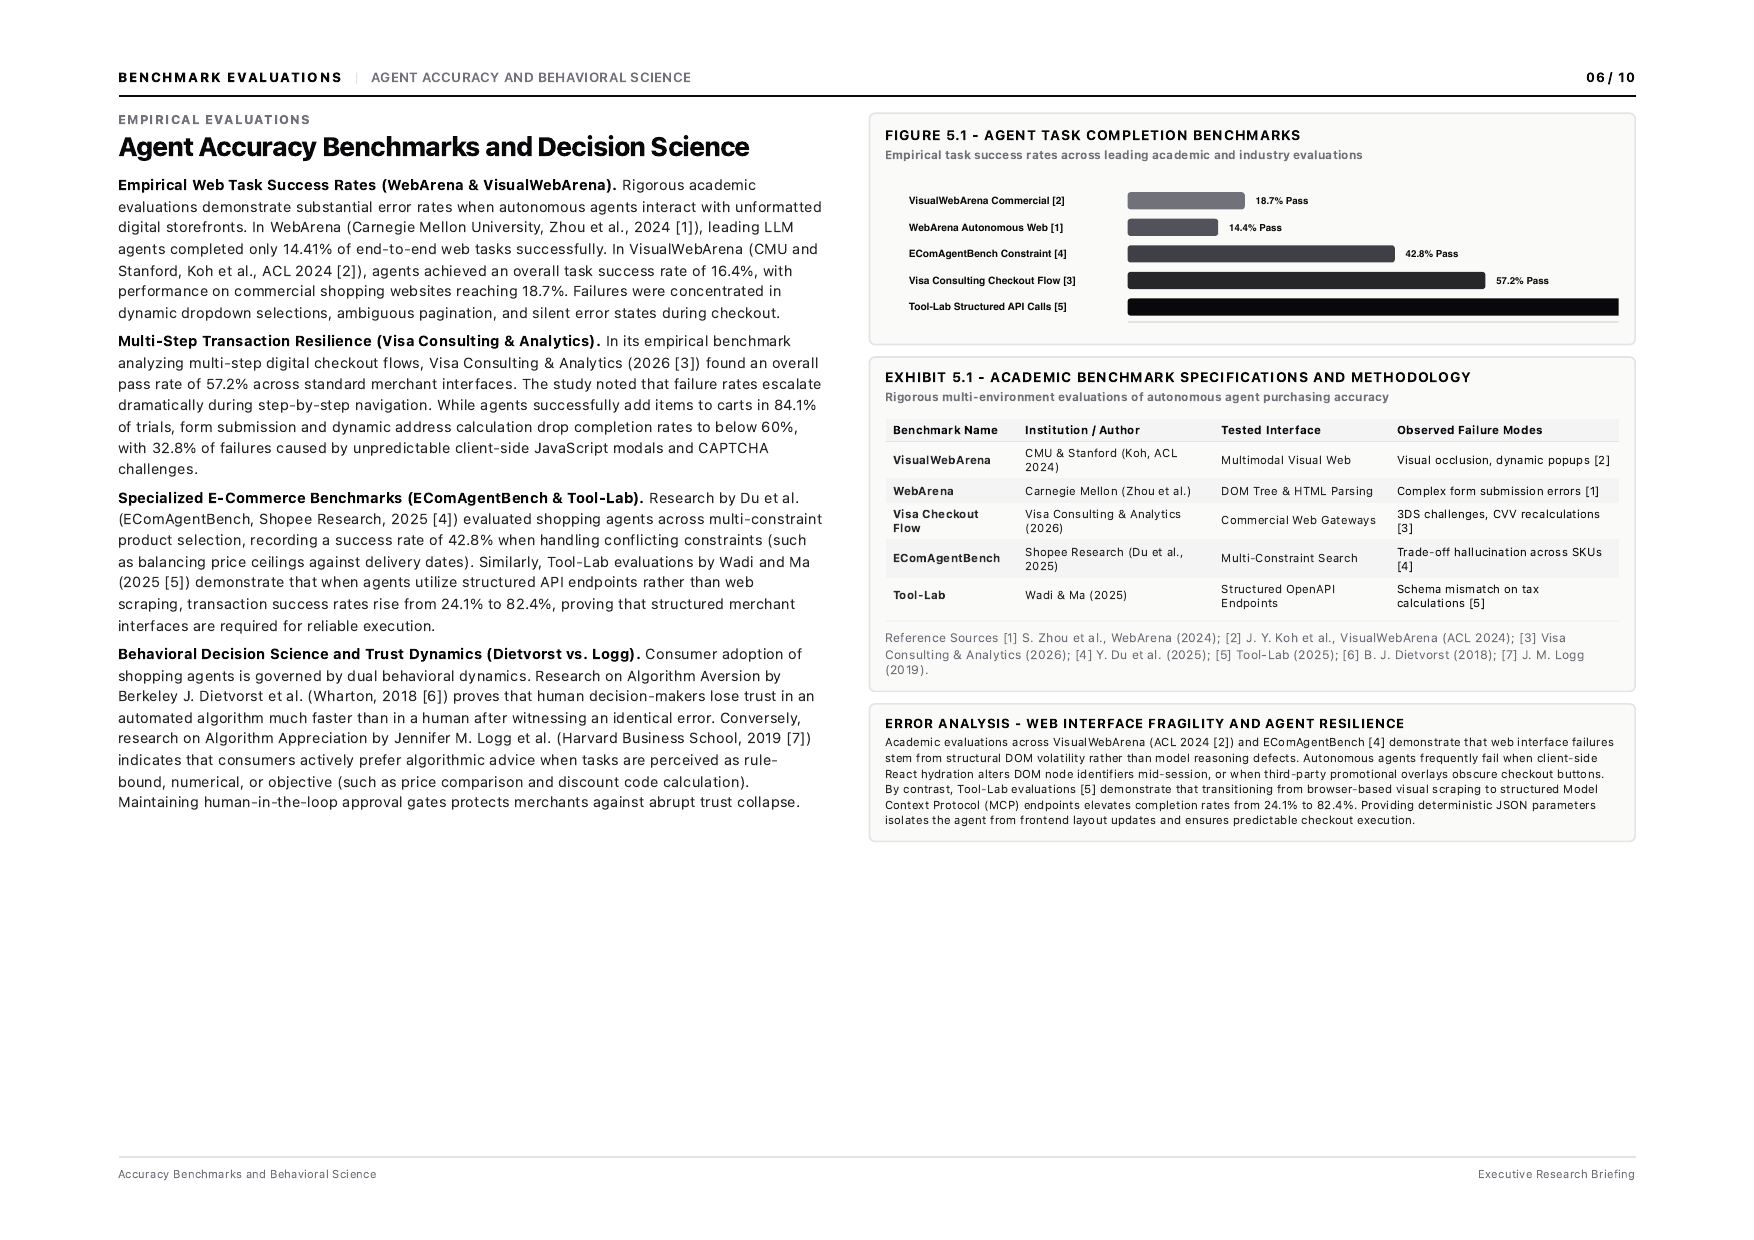 BENCHMARK EVALUATIONS | AGENT ACCURACY AND BEHAVIORAL SCIENCE
06 / 10
EMPIRICAL EVALUATIONS
Agent Accuracy Benchmarks and Decision Science
Empirical Web Task Success Rates (WebArena & VisualWebArena). Rigorous academic
evaluations demonstrate substantial error rates when autonomous agents interact with unformatted
digital storefronts. In WebArena (Carnegie Mellon University, Zhou et al., 2024 [1]), leading LLM
agents completed only 14.41% of end-to-end web tasks successfully. In VisualWebArena (CMU and
Stanford, Koh et al., ACL 2024 [2]), agents achieved an overall task success rate of 16.4%, with
performance on commercial shopping websites reaching 18.7%. Failures were concentrated in
dynamic dropdown selections, ambiguous pagination, and silent error states during checkout.
Multi-Step Transaction Resilience (Visa Consulting & Analytics). In its empirical benchmark
analyzing multi-step digital checkout flows, Visa Consulting & Analytics (2026 [3]) found an overall
pass rate of 57.2% across standard merchant interfaces. The study noted that failure rates escalate
dramatically during step-by-step navigation. While agents successfully add items to carts in 84.1%
of trials, form submission and dynamic address calculation drop completion rates to below 60%,
with 32.8% of failures caused by unpredictable client-side JavaScript modals and CAPTCHA
challenges.
Specialized E-Commerce Benchmarks (EComAgentBench & Tool-Lab). Research by Du et al.
(EComAgentBench, Shopee Research, 2025 [4]) evaluated shopping agents across multi-constraint
product selection, recording a success rate of 42.8% when handling conflicting constraints (such
as balancing price ceilings against delivery dates). Similarly, Tool-Lab evaluations by Wadi and Ma
(2025 [5]) demonstrate that when agents utilize structured API endpoints rather than web
scraping, transaction success rates rise from 24.1% to 82.4%, proving that structured merchant
interfaces are required for reliable execution.
Behavioral Decision Science and Trust Dynamics (Dietvorst vs. Logg). Consumer adoption of
shopping agents is governed by dual behavioral dynamics. Research on Algorithm Aversion by
Berkeley J. Dietvorst et al. (Wharton, 2018 [6]) proves that human decision-makers lose trust in an
automated algorithm much faster than in a human after witnessing an identical error. Conversely,
research on Algorithm Appreciation by Jennifer M. Logg et al. (Harvard Business School, 2019 [7])
indicates that consumers actively prefer algorithmic advice when tasks are perceived as rule-
bound, numerical, or objective (such as price comparison and discount code calculation).
Maintaining human-in-the-loop approval gates protects merchants against abrupt trust collapse.
FIGURE 5.1 - AGENT TASK COMPLETION BENCHMARKS
Empirical task success rates across leading academic and industry evaluations
VisualWebArena Commercial [2] 18.7% Pass
WebArena Autonomous Web [1] 14.4% Pass
EComAgentBench Constraint [4] 42.8% Pass
Visa Consulting Checkout Flow [3] 57.2% Pass
Tool-Lab Structured API Calls [5]
EXHIBIT 5.1 - ACADEMIC BENCHMARK SPECIFICATIONS AND METHODOLOGY
Rigorous multi-environment evaluations of autonomous agent purchasing accuracy
Benchmark Name Institution / Author Tested Interface Observed Failure Modes
VisualWebArena CMU & Stanford (Koh, ACL 2024) Multimodal Visual Web Visual occlusion, dynamic popups [2]
WebArena Carnegie Mellon (Zhou et al.) DOM Tree & HTML Parsing Complex form submission errors [1]
Visa Checkout Flow Visa Consulting & Analytics (2026) Commercial Web Gateways 3DS challenges, CVV recalculations [3]
EComAgentBench Shopee Research (Du et al., 2025) Multi-Constraint Search Trade-off hallucination across SKUs [4]
Tool-Lab Wadi & Ma (2025) Structured OpenAPI Endpoints Schema mismatch on tax calculations [5]
Reference Sources [1] S. Zhou et al., WebArena (2024); [2] J. Y. Koh et al., VisualWebArena (ACL 2024); [3] Visa
Consulting & Analytics (2026); [4] Y. Du et al. (2025); [5] Tool-Lab (2025); [6] B. J. Dietvorst (2018); [7] J. M. Logg
(2019).
ERROR ANALYSIS - WEB INTERFACE FRAGILITY AND AGENT RESILIENCE
Academic evaluations across VisualWebArena (ACL 2024 [2]) and EComAgentBench [4] demonstrate that web interface failures
stem from structural DOM volatility rather than model reasoning defects. Autonomous agents frequently fail when client-side
React hydration alters DOM node identifiers mid-session, or when third-party promotional overlays obscure checkout buttons.
By contrast, Tool-Lab evaluations [5] demonstrate that transitioning from browser-based visual scraping to structured Model
Context Protocol (MCP) endpoints elevates completion rates from 24.1% to 82.4%. Providing deterministic JSON parameters
isolates the agent from frontend layout updates and ensures predictable checkout execution.
Accuracy Benchmarks and Behavioral Science
Executive Research Briefing